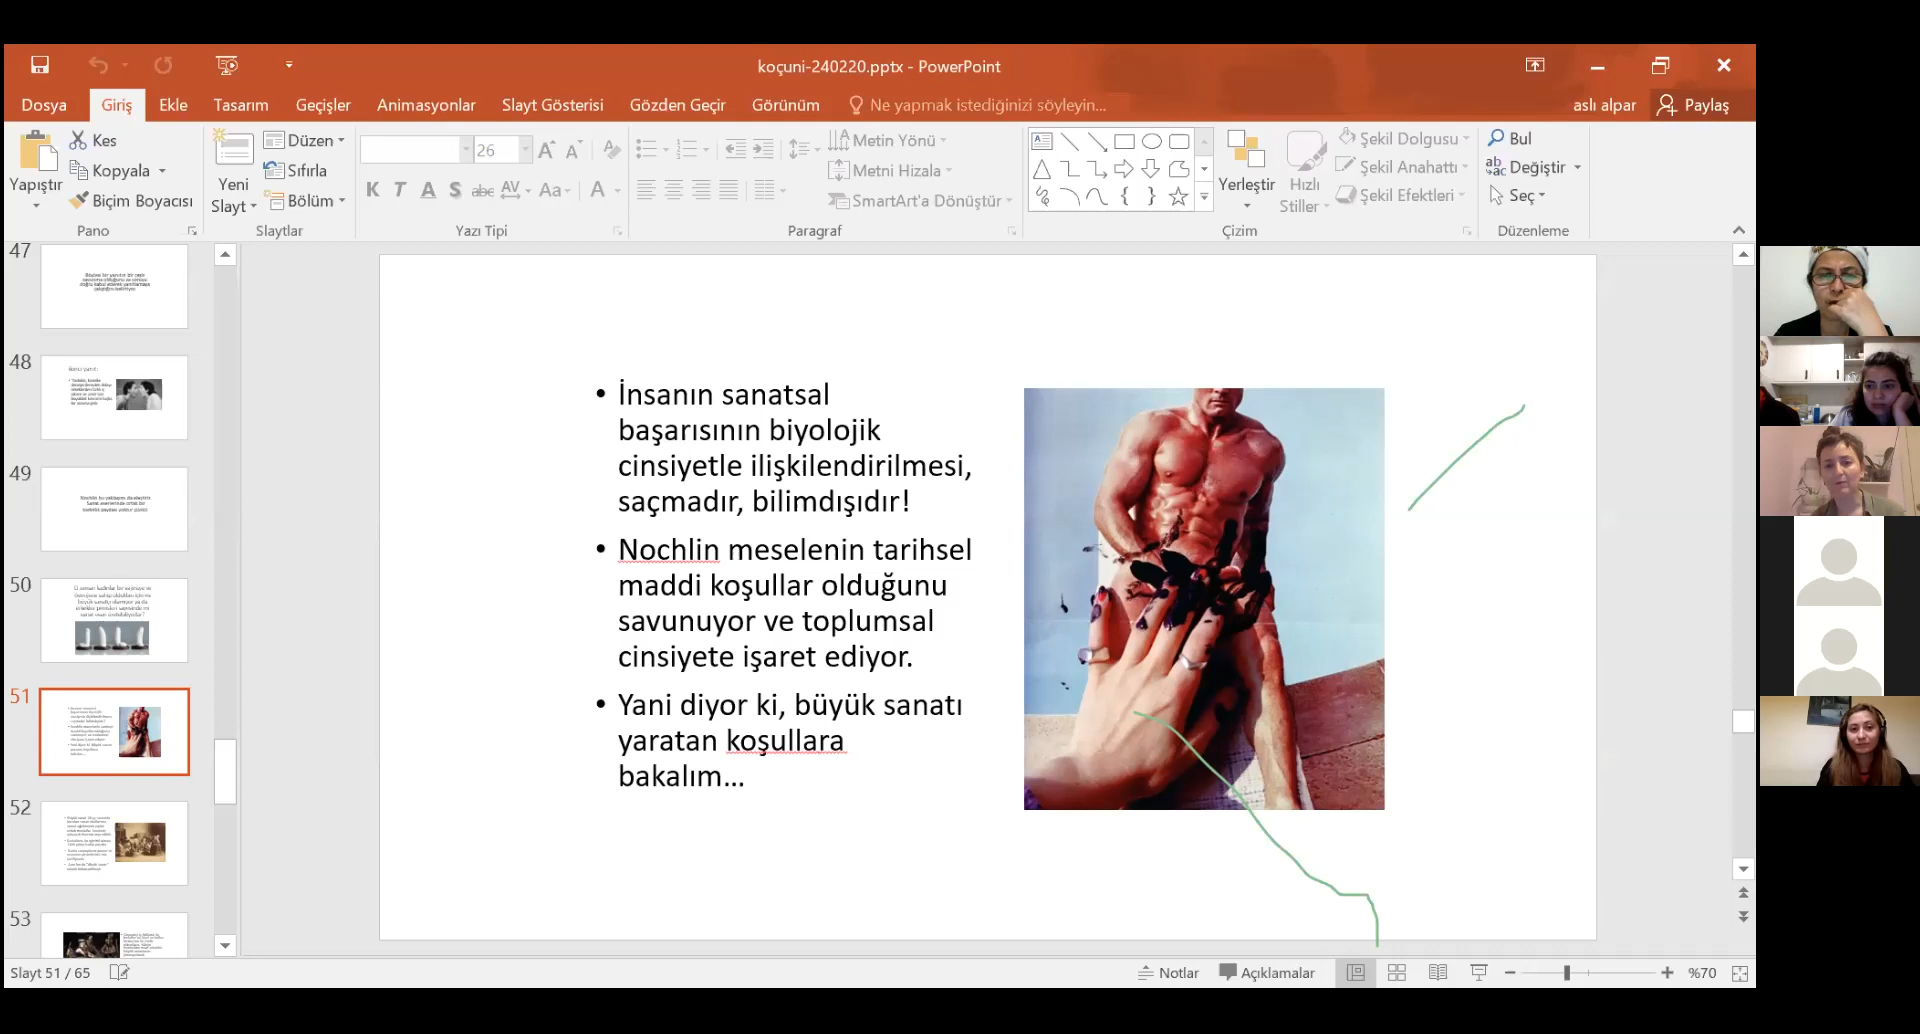 koçuni-240220.pptx - PowerPoint
Dosya Giriş Ekle Tasarım Geçişler Animasyonlar Slayt Gösterisi Gözden Geçir Görünüm Ne yapmak istediğinizi söyleyin... aslı alpar Paylaş
Yapıştır
Kes
Kopyala
Biçim Boyacısı
Pano
Yeni
Slayt
Düzen
Sıfırla
Bölüm
Slaytlar
26
K T A S abc AV Aa A
Yazı Tipi
Metin Yönü
Metni Hizala
SmartArt'a Dönüştür
Paragraf
Yerleştir
Hızlı
Stiller
Şekil Dolgusu
Şekil Anahattı
Şekil Efektleri
Çizim
Bul
Değiştir
Seç
Düzenleme
47
48
49
50
51
52
53
• İnsanın sanatsal
başarısının biyolojik
cinsiyetle ilişkilendirilmesi,
saçmadır, bilimdışıdır!
• Nochlin meselenin tarihsel
maddi koşullar olduğunu
savunuyor ve toplumsal
cinsiyete işaret ediyor.
• Yani diyor ki, büyük sanatı
yaratan koşullara
bakalım...
Slayt 51 / 65 Notlar Açıklamalar %70